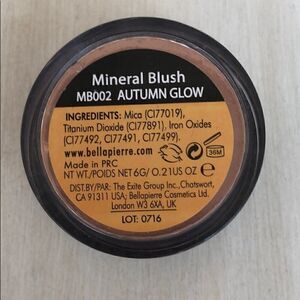 Mineral Blush
MB002 AUTUMN GLOW
INGREDIENTS: Mica (CI77019),
Titanium Dioxide (CI77891), Iron Oxides
(CI77492, CI77491, CI77499).
www.bellapierre.com
Made in PRC
36M
NT WT./POIDS NET 6G/ 0.21US OZ e
DIST.BY/PAR: The Exite Group Inc., Chatswort,
CA 91311 USA; Bellapierre Cosmetics Ltd.
London W3 6XA, UK
LOT: 0716